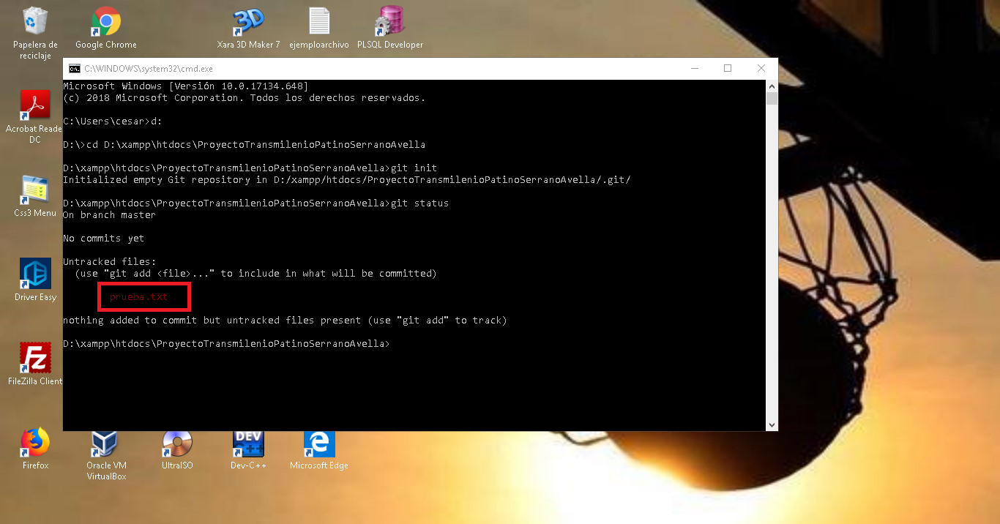 Papelera de
reciclaje
Google Chrome
Xara 3D Maker 7
ejemploarchivo
PLSQL Developer
C:\WINDOWS\system32\cmd.exe
Microsoft Windows [Versión 10.0.17134.648]
(c) 2018 Microsoft Corporation. Todos los derechos reservados.
C:\Users\cesar>d:
D:\>cd D:\xampp\htdocs\ProyectoTransmilenioPatinoSerranoAvella
D:\xampp\htdocs\ProyectoTransmilenioPatinoSerranoAvella>git init
Initialized empty Git repository in D:/xampp/htdocs/ProyectoTransmilenioPatinoSerranoAvella/.git/
D:\xampp\htdocs\ProyectoTransmilenioPatinoSerranoAvella>git status
On branch master
No commits yet
Untracked files:
(use "git add <file>..." to include in what will be committed)
prueba.txt
nothing added to commit but untracked files present (use "git add" to track)
D:\xampp\htdocs\ProyectoTransmilenioPatinoSerranoAvella>
Acrobat Reade
DC
Css3 Menu
Driver Easy
FileZilla Client
Firefox
Oracle VM
VirtualBox
UltraISO
DEV
C++
Dev-C++
Microsoft Edge